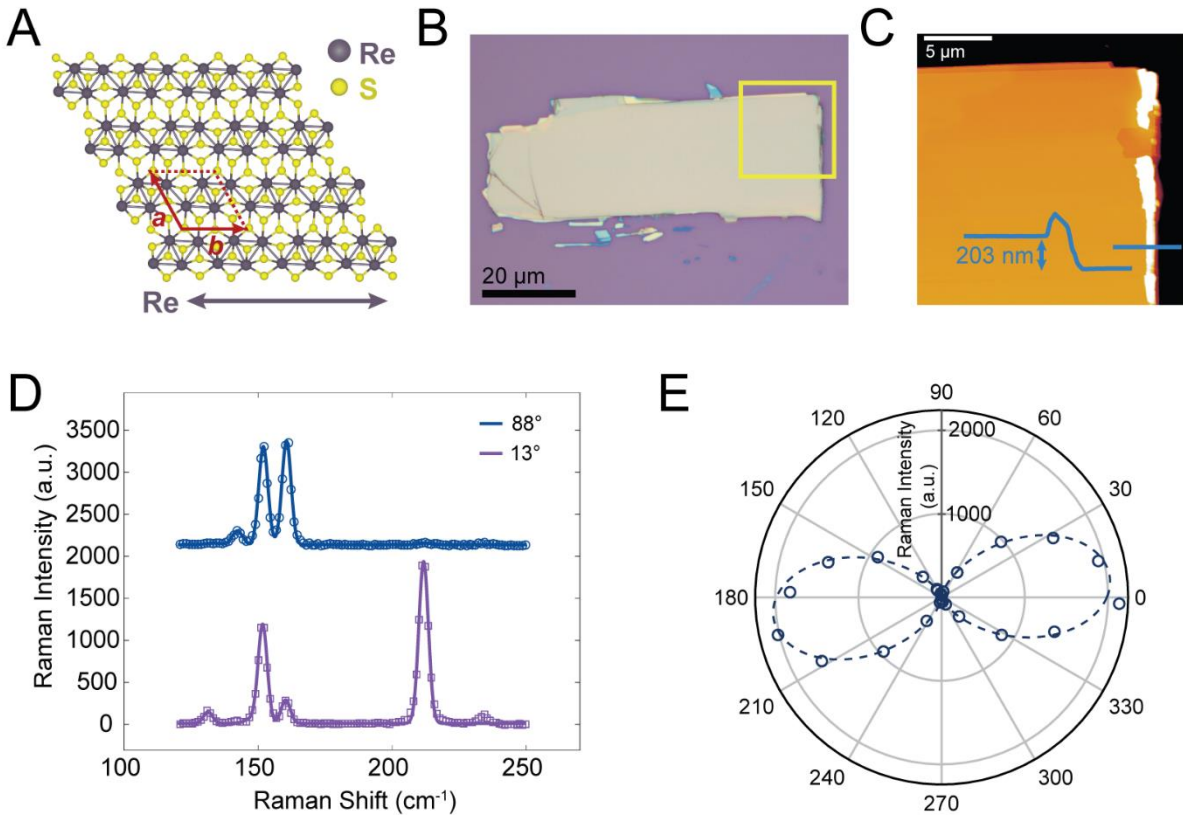 A
Re
S
a
b
Re
B
20 µm
C
5 µm
203 nm
D
88°
13°
3500
3000
2500
2000
1500
1000
500
0
Raman Intensity (a.u.)
100
150
200
250
Raman Shift (cm⁻¹)
E
90
120
60
150
30
180
0
210
330
240
300
270
2000
1000
Raman Intensity
(a.u.)